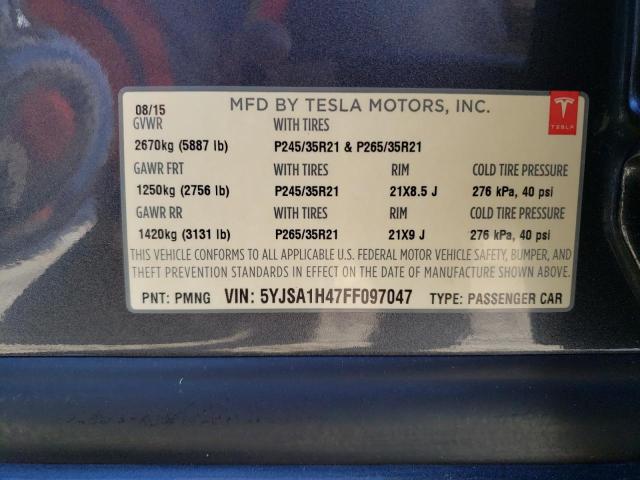 08/15 MFD BY TESLA MOTORS, INC. TESLA
GVWR WITH TIRES
2670kg (5887 lb) P245/35R21 & P265/35R21
GAWR FRT WITH TIRES RIM COLD TIRE PRESSURE
1250kg (2756 lb) P245/35R21 21X8.5 J 276 kPa, 40 psi
GAWR RR WITH TIRES RIM COLD TIRE PRESSURE
1420kg (3131 lb) P265/35R21 21X9 J 276 kPa, 40 psi
THIS VEHICLE CONFORMS TO ALL APPLICABLE U.S. FEDERAL MOTOR VEHICLE SAFETY, BUMPER, AND
THEFT PREVENTION STANDARDS IN EFFECT ON THE DATE OF MANUFACTURE SHOWN ABOVE.
PNT: PMNG VIN: 5YJSA1H47FF097047 TYPE: PASSENGER CAR